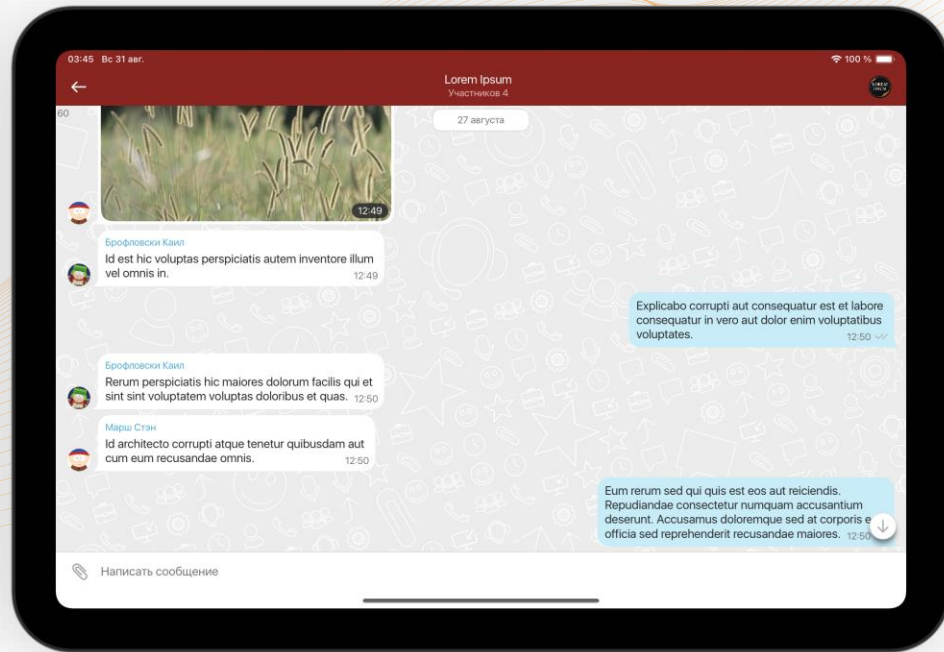 03:45 Вс 31 авг.
100 %
Lorem Ipsum
Участников 4
LOREM
IPSUM
60
27 августа
12:49
Брофловски Каил
Id est hic voluptas perspiciatis autem inventore illum
vel omnis in.
12:49
Explicabo corrupti aut consequatur est et labore
consequatur in vero aut dolor enim voluptatibus
voluptates.
12:50
Брофловски Каил
Rerum perspiciatis hic maiores dolorum facilis qui et
sint sint voluptatem voluptas doloribus et quas. 12:50
Марш Стэн
Id architecto corrupti atque tenetur quibusdam aut
cum eum recusandae omnis.
12:50
Eum rerum sed qui quis est eos aut reiciendis.
Repudiandae consectetur numquam accusantium
deserunt. Accusamus doloremque sed at corporis e
officia sed reprehenderit recusandae maiores. 12:50
Написать сообщение